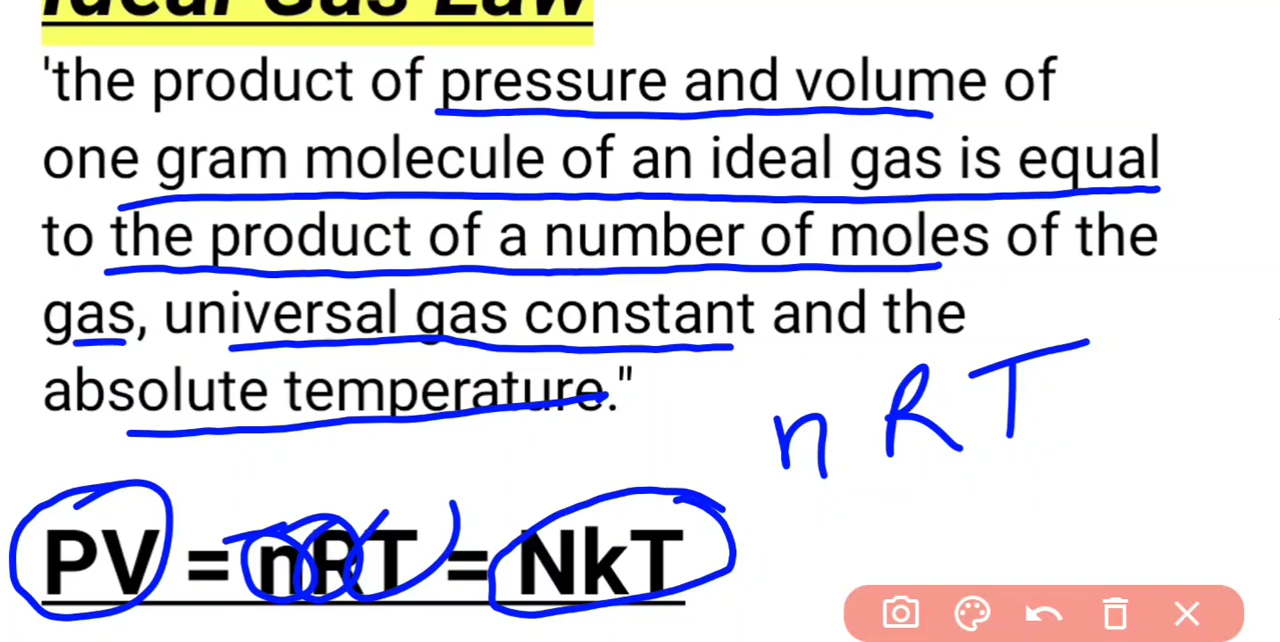 Ideal Gas Law
'the product of pressure and volume of
one gram molecule of an ideal gas is equal
to the product of a number of moles of the
gas, universal gas constant and the
absolute temperature."
n R T
PV = nRT = NkT